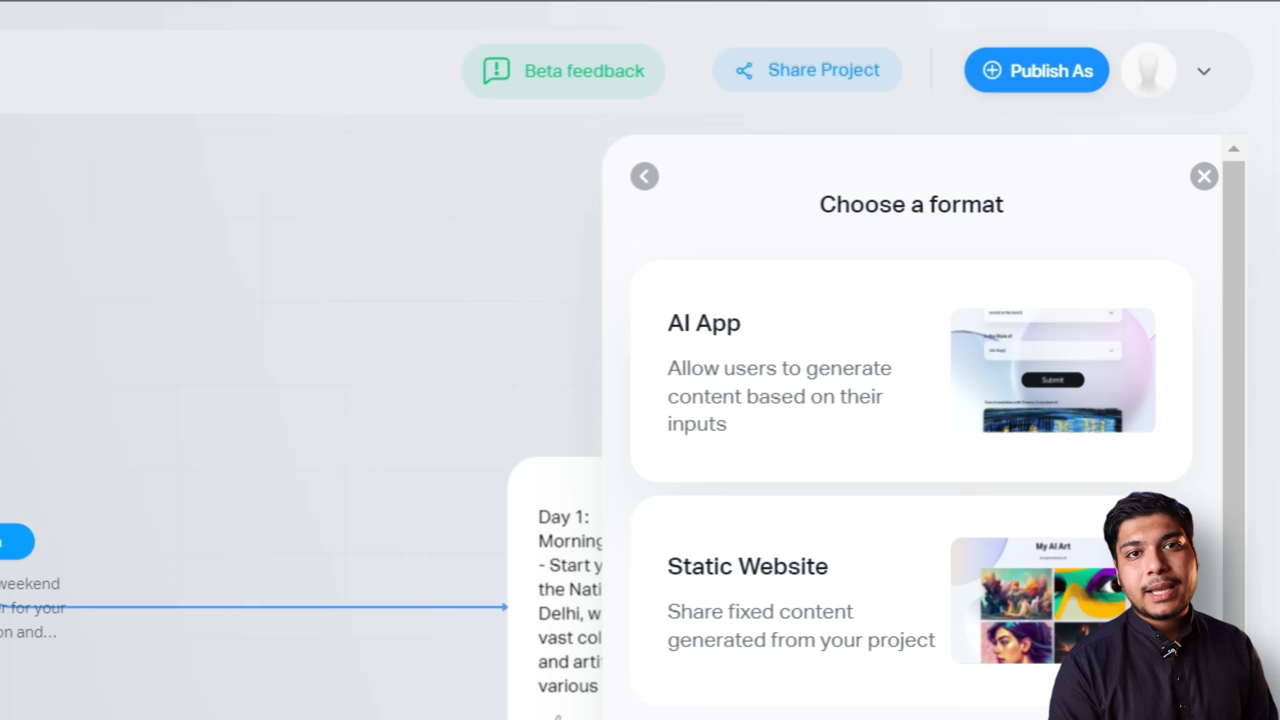 Beta feedback
Share Project
Publish As
Choose a format
AI App
Allow users to generate
content based on their
inputs
Submit
Static Website
Share fixed content
generated from your project
My AI Art
Day 1:
Morning
- Start y
the Nati
Delhi, w
vast col
and arti
various
weekend
r for your
on and...